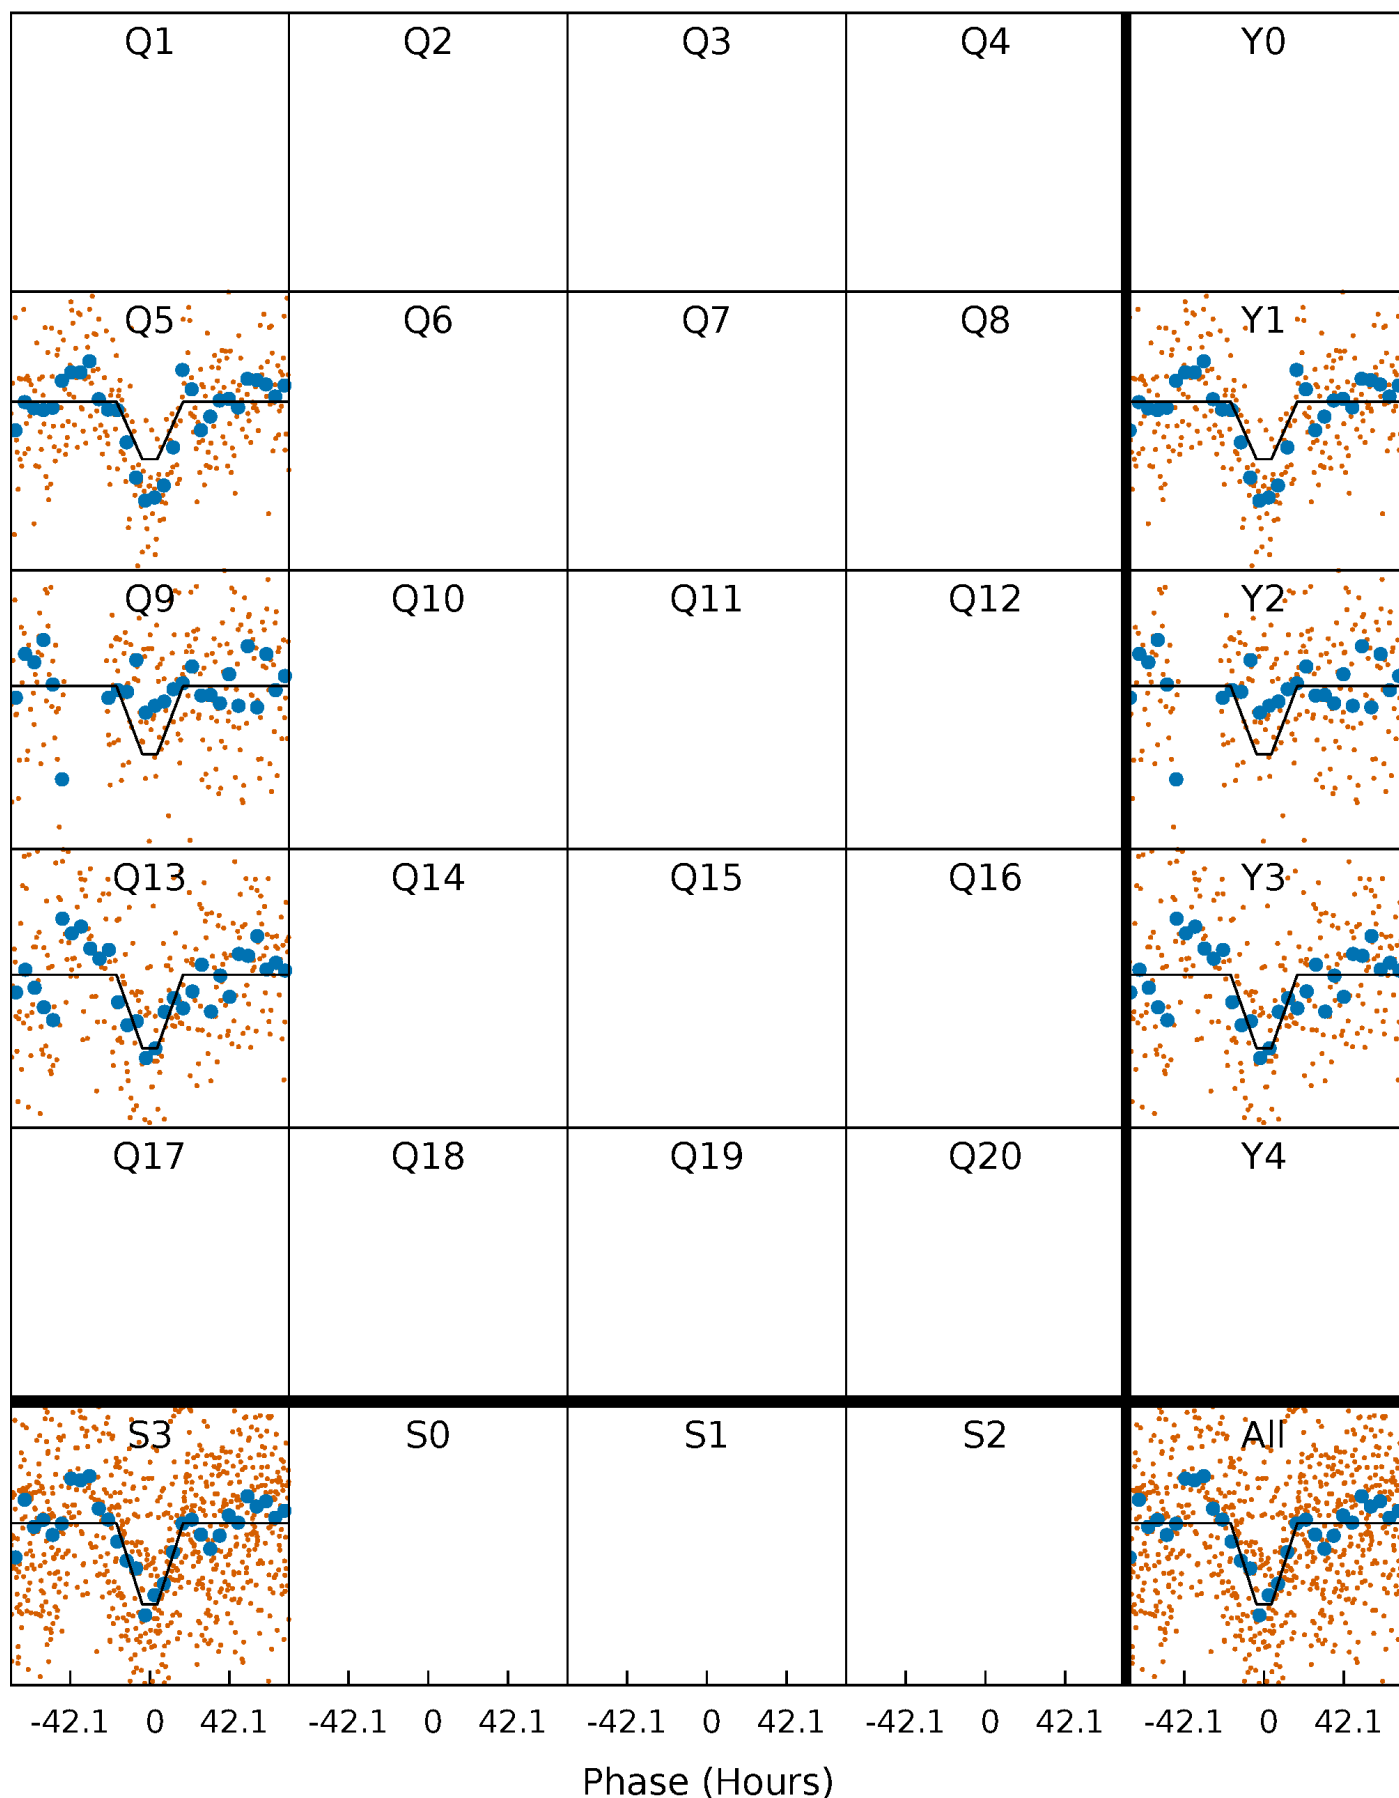 Q1 Q2 Q3 Q4 Y0
Q5 Q6 Q7 Q8 Y1
Q9 Q10 Q11 Q12 Y2
Q13 Q14 Q15 Q16 Y3
Q17 Q18 Q19 Q20 Y4
S3 S0 S1 S2 All
-42.1 0 42.1 -42.1 0 42.1 -42.1 0 42.1 -42.1 0 42.1 -42.1 0 42.1
Phase (Hours)